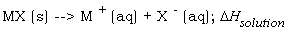 MX (s) --> M + (aq) + X - (aq); ΔHsolution